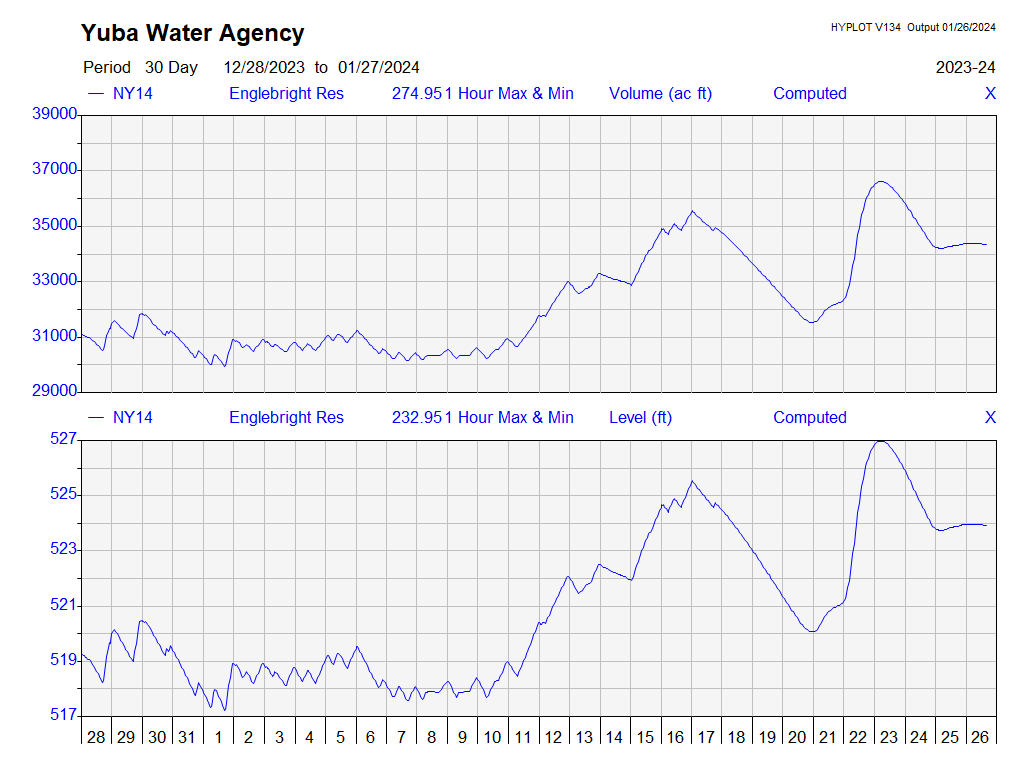 Yuba Water Agency
HYPLOT V134 Output 01/26/2024
Period 30 Day 12/28/2023 to 01/27/2024
2023-24
NY14 Englebright Res 274.951 Hour Max & Min Volume (ac ft) Computed X
39000
37000
35000
33000
31000
29000
NY14 Englebright Res 232.951 Hour Max & Min Level (ft) Computed X
527
525
523
521
519
517
28 29 30 31 1 2 3 4 5 6 7 8 9 10 11 12 13 14 15 16 17 18 19 20 21 22 23 24 25 26